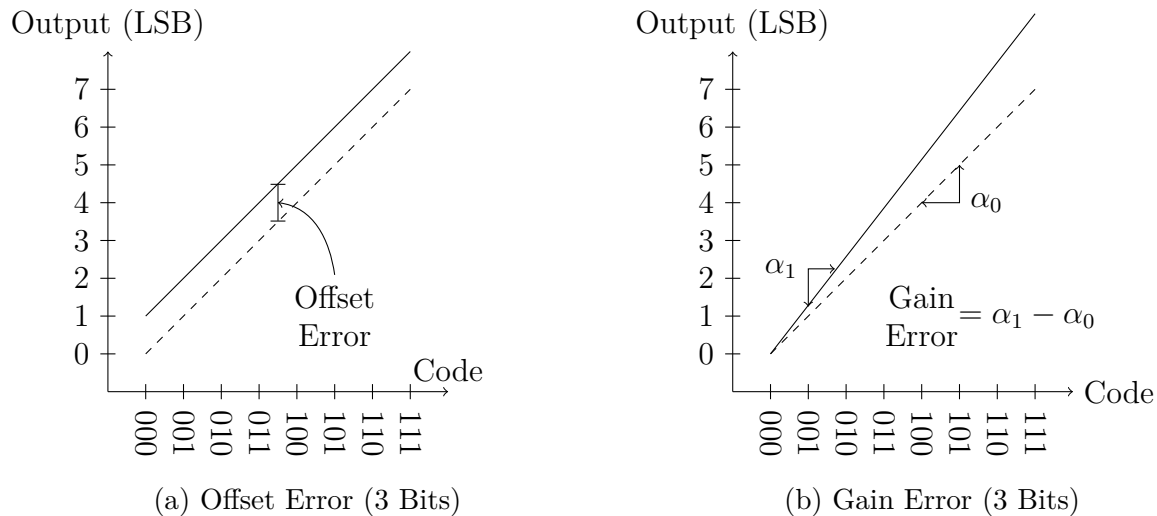 Output (LSB)
7
6
5
4
3
2
1
0
Offset
Error
Code
000
001
010
011
100
101
110
111
(a) Offset Error (3 Bits)
Output (LSB)
7
6
5
4
3
2
1
0
α₀
α₁
Gain
Error = α₁ − α₀
Code
000
001
010
011
100
101
110
111
(b) Gain Error (3 Bits)